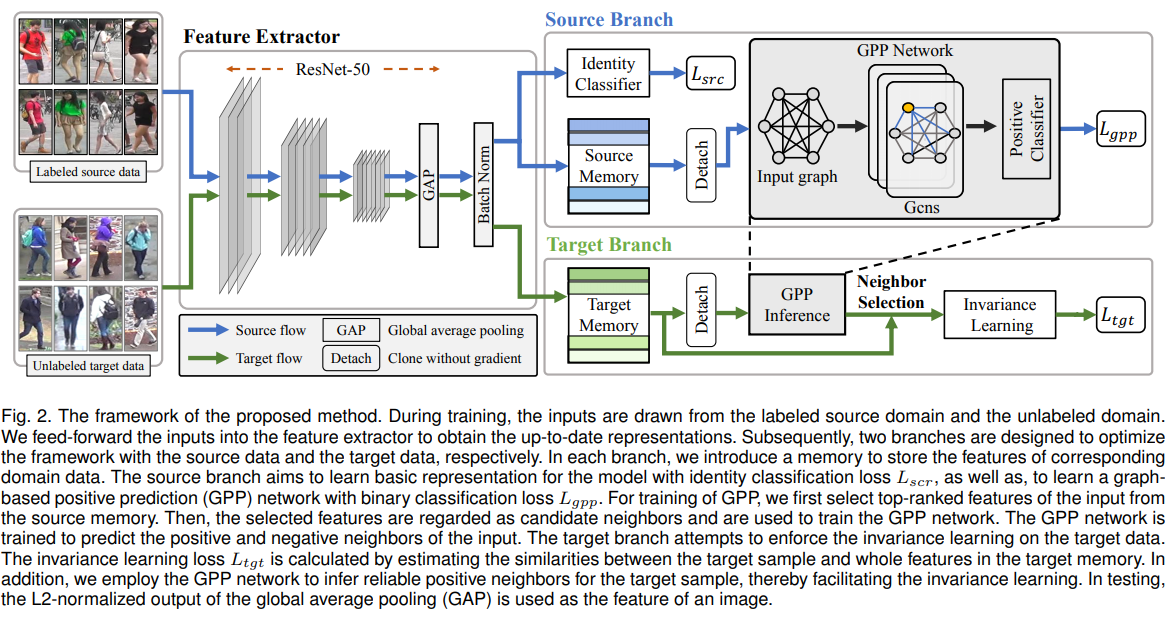 Source Branch
Feature Extractor
GPP Network
ResNet-50
Identity
Classifier
L_src
Labeled source data
Source
Memory
Detach
Input graph
Gcns
Positive
Classifier
L_gpp
GAP
Batch Norm
Target Branch
Target
Memory
Detach
GPP
Inference
Neighbor
Selection
Invariance
Learning
L_tgt
Source flow
GAP
Global average pooling
Target flow
Detach
Clone without gradient
Unlabeled target data
Fig. 2. The framework of the proposed method. During training, the inputs are drawn from the labeled source domain and the unlabeled domain.
We feed-forward the inputs into the feature extractor to obtain the up-to-date representations. Subsequently, two branches are designed to optimize
the framework with the source data and the target data, respectively. In each branch, we introduce a memory to store the features of corresponding
domain data. The source branch aims to learn basic representation for the model with identity classification loss L_scr, as well as, to learn a graph-
based positive prediction (GPP) network with binary classification loss L_gpp. For training of GPP, we first select top-ranked features of the input from
the source memory. Then, the selected features are regarded as candidate neighbors and are used to train the GPP network. The GPP network is
trained to predict the positive and negative neighbors of the input. The target branch attempts to enforce the invariance learning on the target data.
The invariance learning loss L_tgt is calculated by estimating the similarities between the target sample and whole features in the target memory. In
addition, we employ the GPP network to infer reliable positive neighbors for the target sample, thereby facilitating the invariance learning. In testing,
the L2-normalized output of the global average pooling (GAP) is used as the feature of an image.